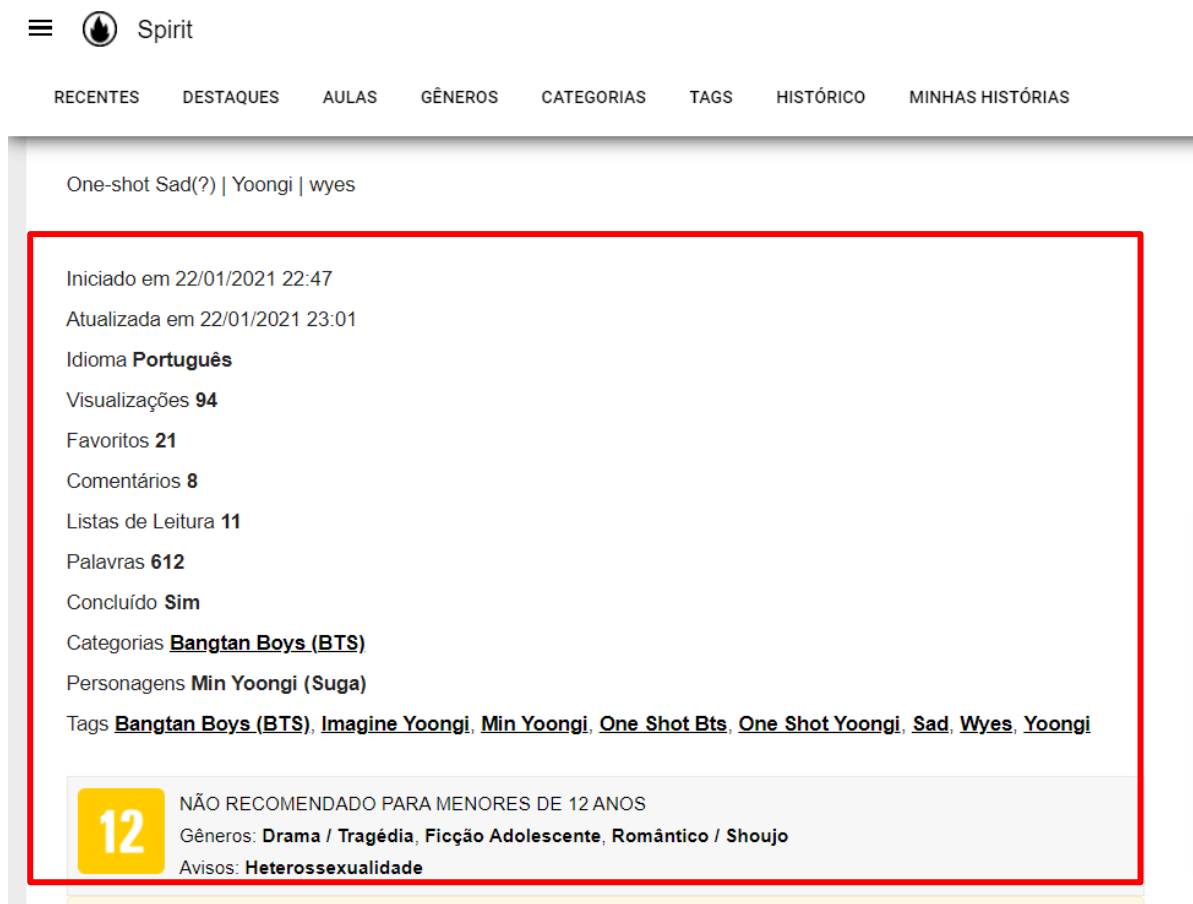 Spirit
RECENTES DESTAQUES AULAS GÊNEROS CATEGORIAS TAGS HISTÓRICO MINHAS HISTÓRIAS
One-shot Sad(?) | Yoongi | wyes
Iniciado em 22/01/2021 22:47
Atualizada em 22/01/2021 23:01
Idioma Português
Visualizações 94
Favoritos 21
Comentários 8
Listas de Leitura 11
Palavras 612
Concluído Sim
Categorias Bangtan Boys (BTS)
Personagens Min Yoongi (Suga)
Tags Bangtan Boys (BTS), Imagine Yoongi, Min Yoongi, One Shot Bts, One Shot Yoongi, Sad, Wyes, Yoongi
12
NÃO RECOMENDADO PARA MENORES DE 12 ANOS
Gêneros: Drama / Tragédia, Ficção Adolescente, Romântico / Shoujo
Avisos: Heterossexualidade